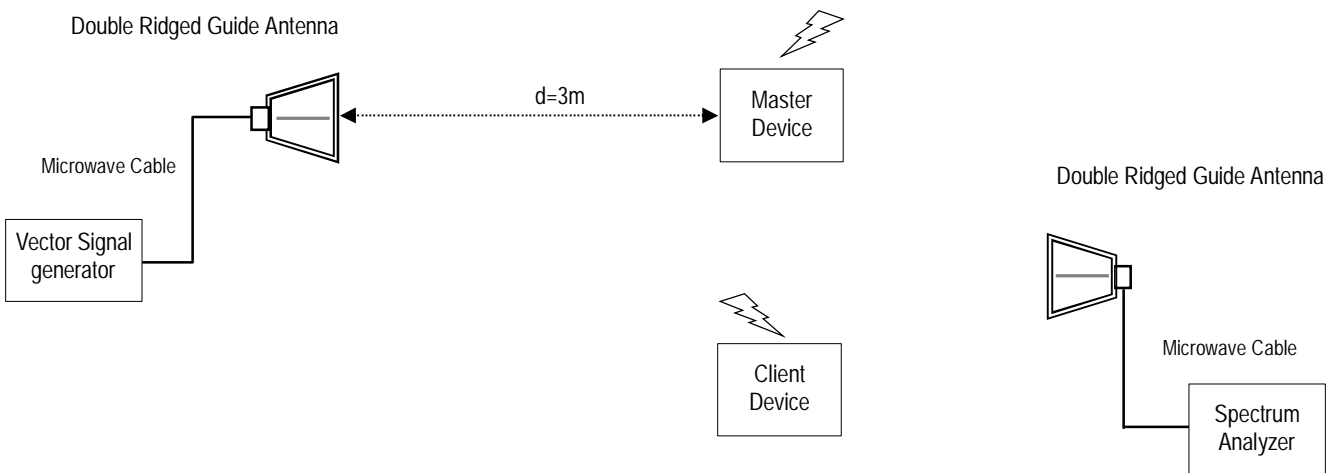 Double Ridged Guide Antenna
d=3m
Master
Device
Microwave Cable
Double Ridged Guide Antenna
Vector Signal
generator
Client
Device
Microwave Cable
Spectrum
Analyzer